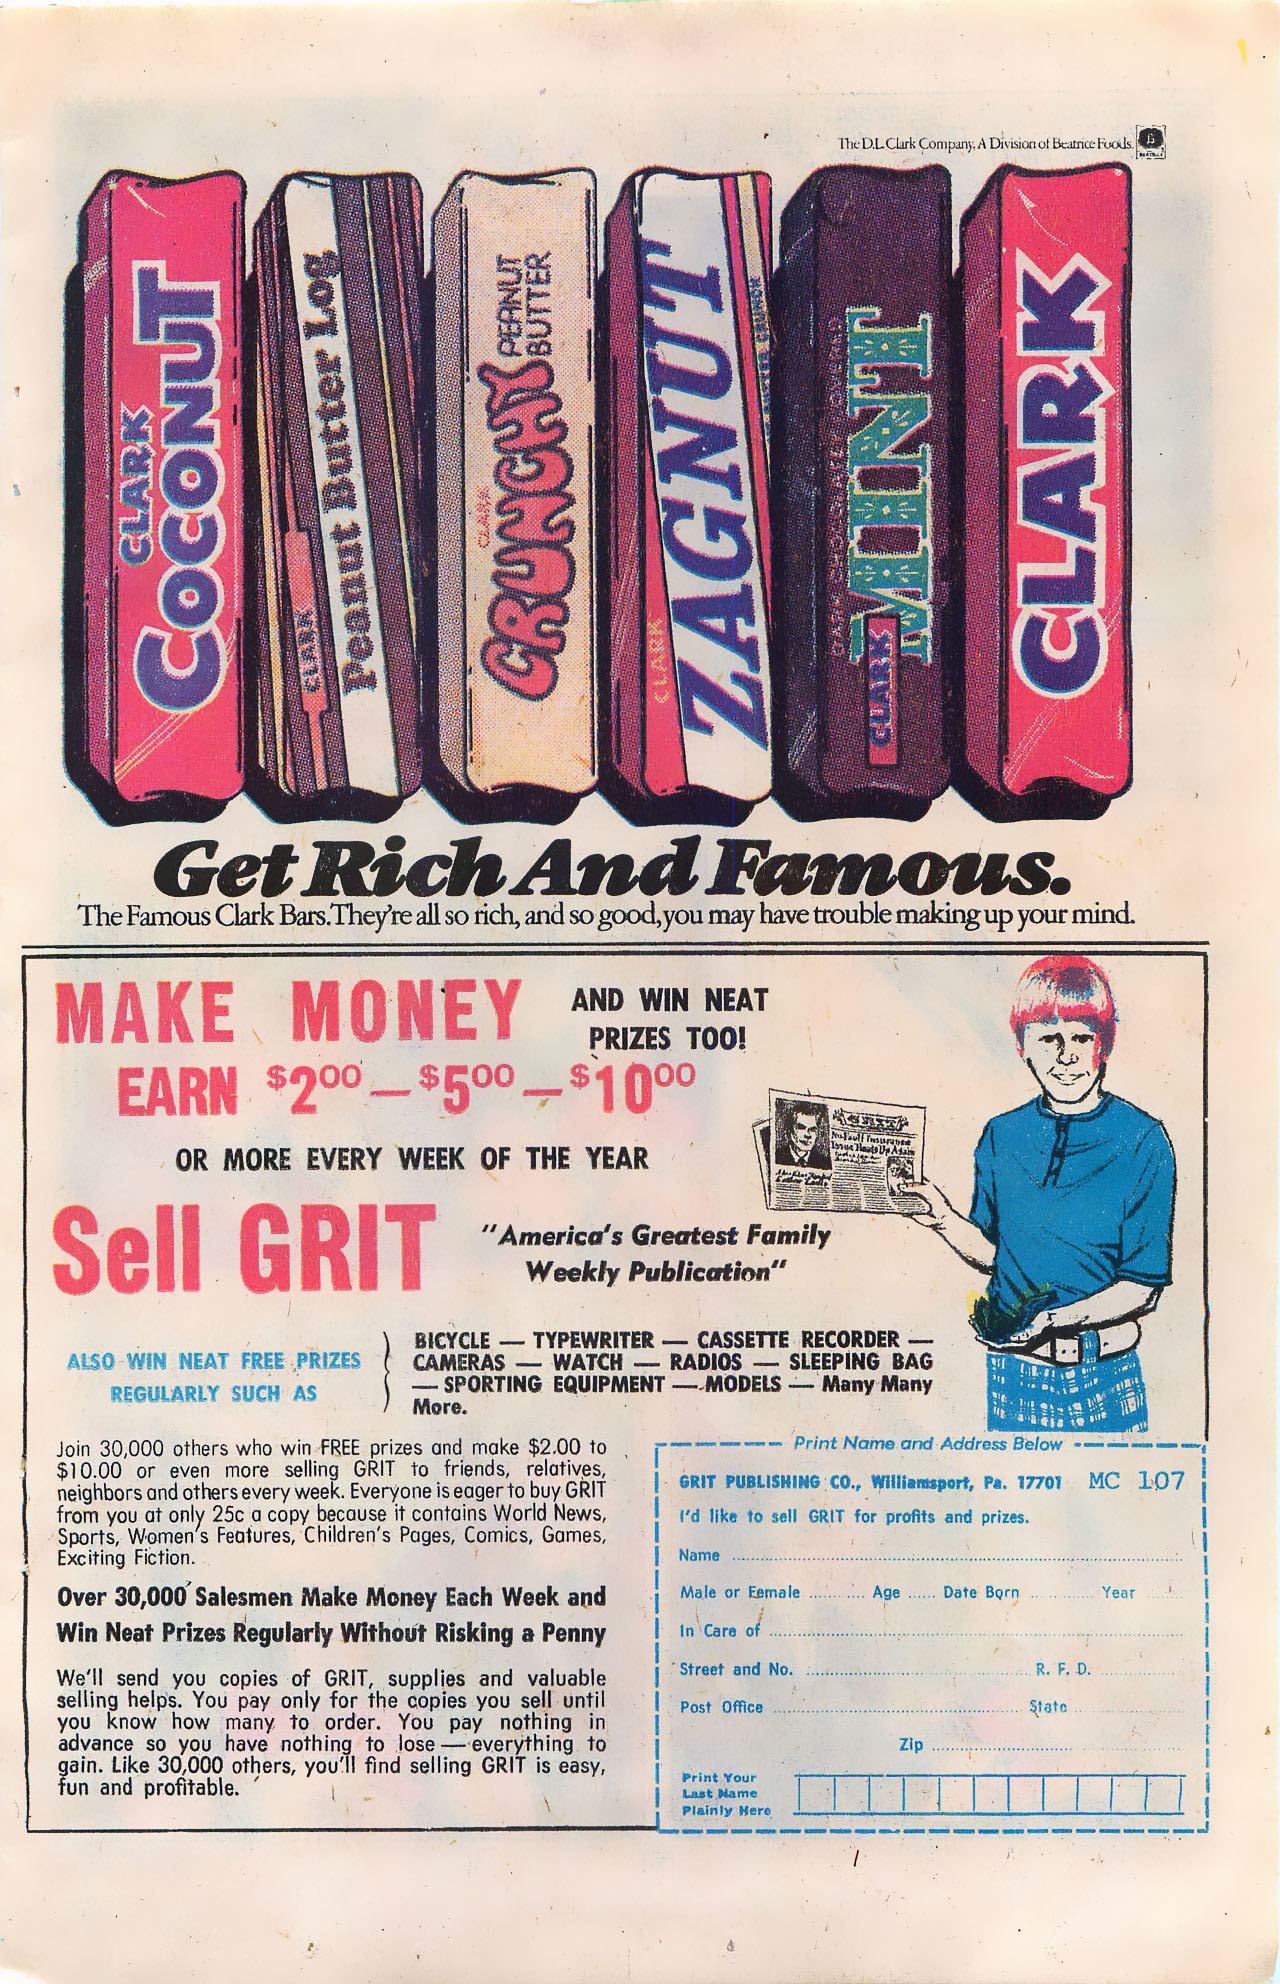 The D.L. Clark Company, A Division of Beatrice Foods.
BEATRICE
CLARK
COCONUT
CLARK
Peanut Butter Log
CLARK
CRUNCHY
PEANUT
BUTTER
CLARK
ZAGNUT
CLARK
MINT
CLARK
Get Rich And Famous.
The Famous Clark Bars. They're all so rich, and so good, you may have trouble making up your mind.
MAKE MONEY
AND WIN NEAT
PRIZES TOO!
EARN $2.00 — $5.00 — $10.00
OR MORE EVERY WEEK OF THE YEAR
GRIT
No-Fault Insurance
Issue Heats Up Again
Sell GRIT
"America's Greatest Family
Weekly Publication"
ALSO WIN NEAT FREE PRIZES
REGULARLY SUCH AS
BICYCLE — TYPEWRITER — CASSETTE RECORDER —
CAMERAS — WATCH — RADIOS — SLEEPING BAG
— SPORTING EQUIPMENT — MODELS — Many Many
More.
Join 30,000 others who win FREE prizes and make $2.00 to
$10.00 or even more selling GRIT to friends, relatives,
neighbors and others every week. Everyone is eager to buy GRIT
from you at only 25c a copy because it contains World News,
Sports, Women's Features, Children's Pages, Comics, Games,
Exciting Fiction.
Over 30,000 Salesmen Make Money Each Week and
Win Neat Prizes Regularly Without Risking a Penny
We'll send you copies of GRIT, supplies and valuable
selling helps. You pay only for the copies you sell until
you know how many to order. You pay nothing in
advance so you have nothing to lose — everything to
gain. Like 30,000 others, you'll find selling GRIT is easy,
fun and profitable.
Print Name and Address Below
GRIT PUBLISHING CO., Williamsport, Pa. 17701 MC 107
I'd like to sell GRIT for profits and prizes.
Name
Male or Female Age Date Born Year
In Care of
Street and No. R. F. D.
Post Office State
Zip
Print Your
Last Name
Plainly Here